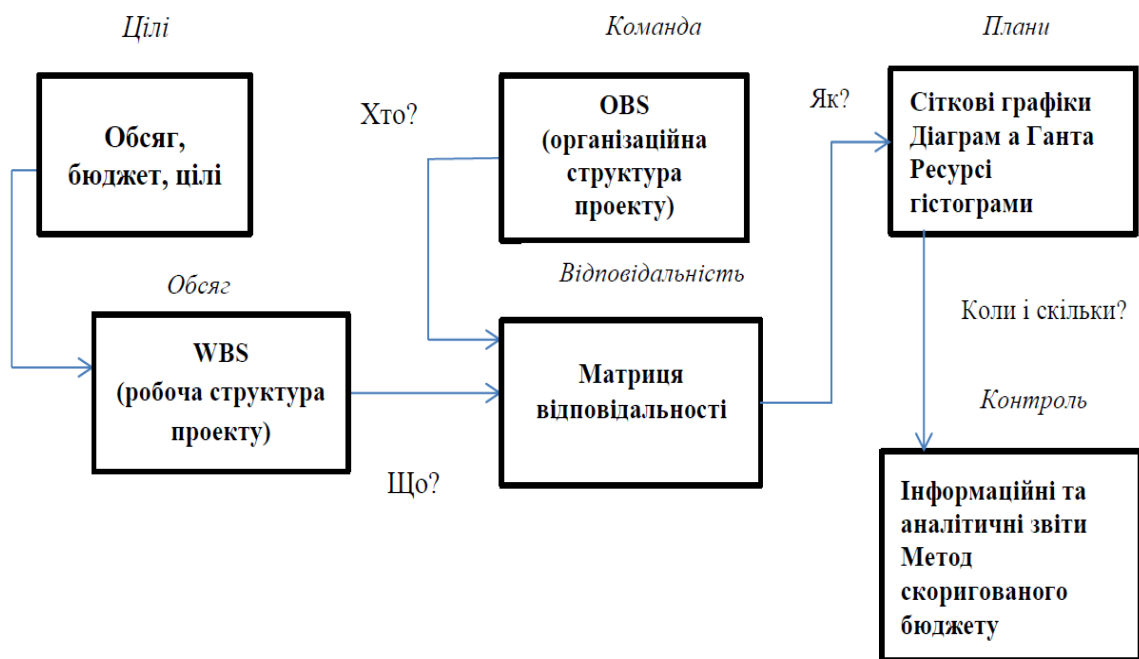 Цілі
Команда
Плани
Обсяг,
бюджет, цілі
Хто?
OBS
(організаційна
структура
проекту)
Як?
Сіткові графіки
Діаграм а Ганта
Ресурсі
гістограми
Обсяг
Відповідальність
WBS
(робоча структура
проекту)
Що?
Матриця
відповідальності
Коли і скільки?
Контроль
Інформаційні та
аналітичні звіти
Метод
скоригованого
бюджету